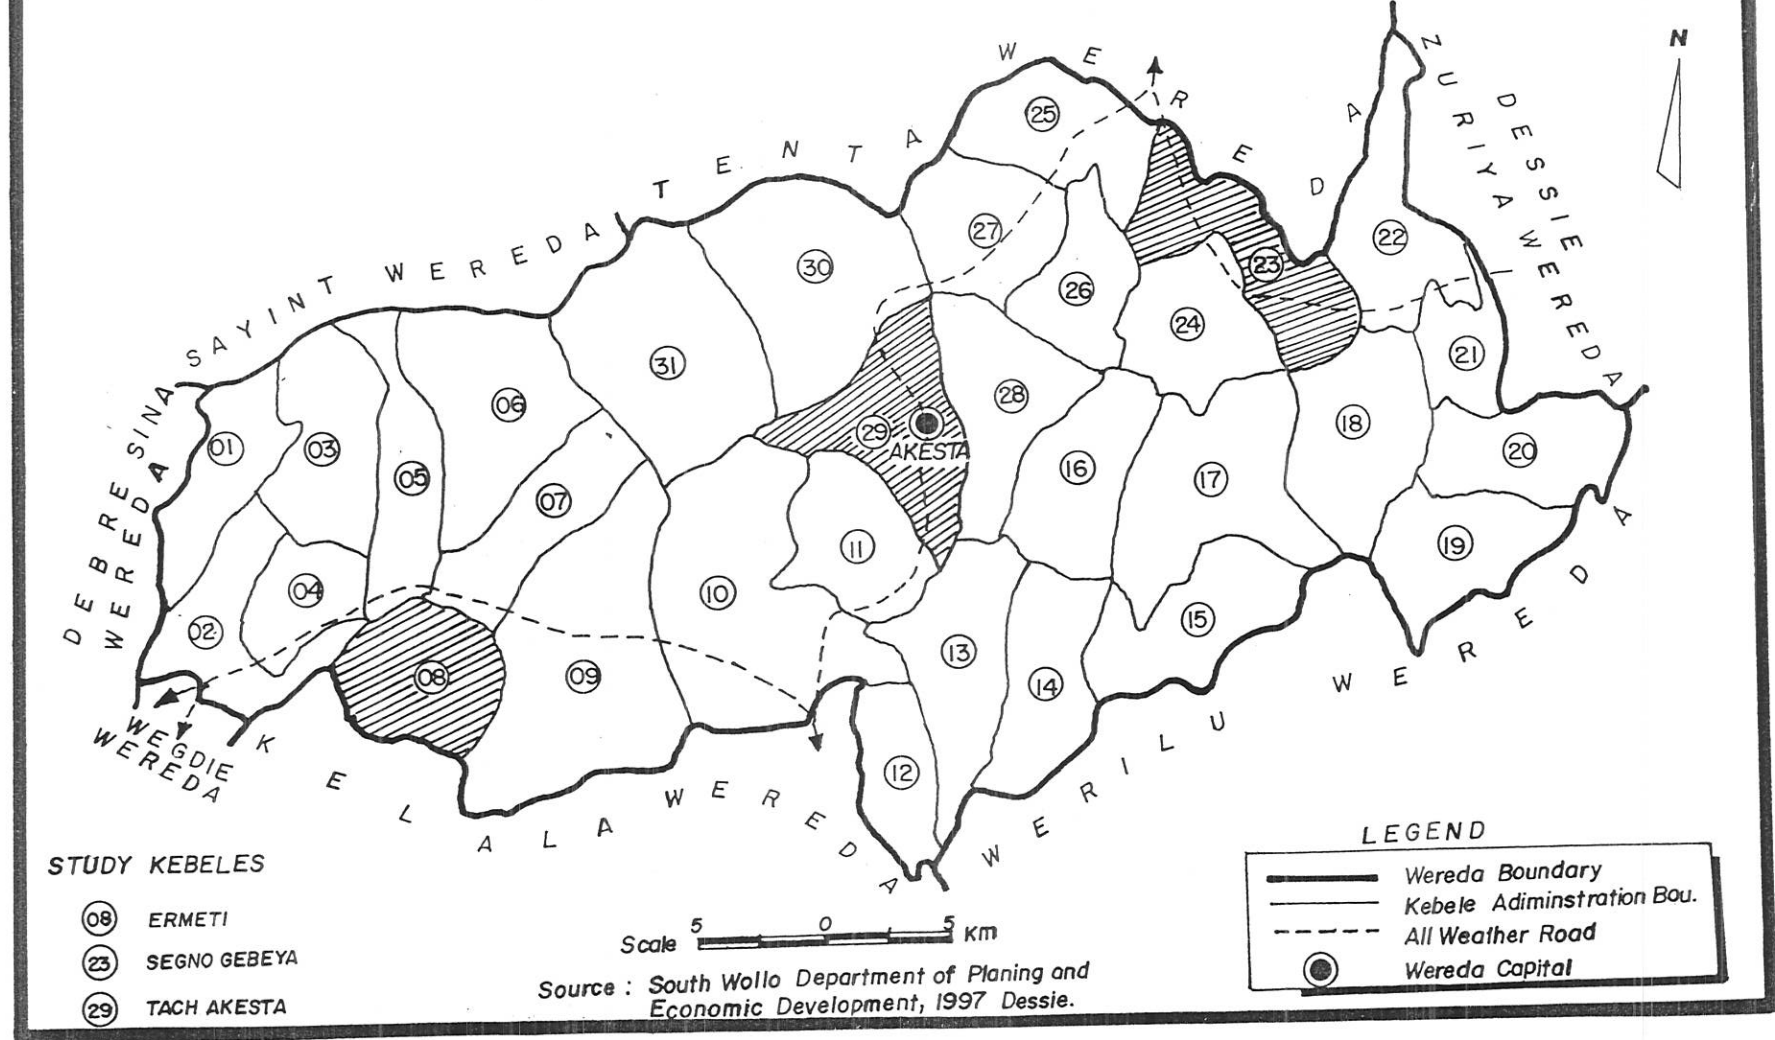 N
TENTA WEREDA
DESSIE
ZURIYA WEREDA
SAYINT WEREDA
DEBRE SINA
WEREDA
WEGDIE
WEREDA
KELALA WEREDA
WERILU WEREDA
25
22
27
30
23
26
24
21
31
28
06
29
AKESTA
18
01
03
20
05
16
07
17
11
19
04
10
02
15
13
08
09
14
12
STUDY KEBELES
08 ERMETI
23 SEGNO GEBEYA
29 TACH AKESTA
5 0 5
Scale Km
Source : South Wollo Department of Planing and
Economic Development, 1997 Dessie.
LEGEND
Wereda Boundary
Kebele Adiminstration Bou.
All Weather Road
Wereda Capital